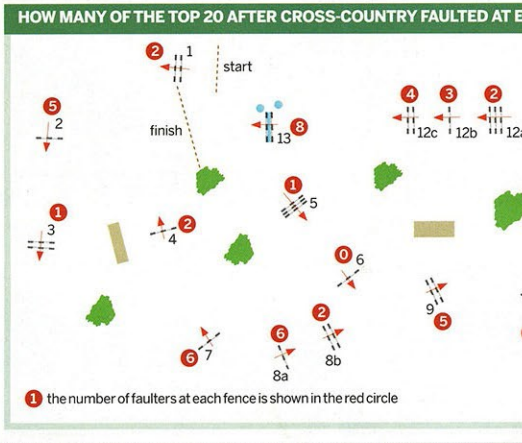 HOW MANY OF THE TOP 20 AFTER CROSS-COUNTRY FAULTED AT E
2 1
start
5
2
4 3 2
12c 12b 12a
finish
13 8
1
5
1
3
2
4
0 6
9
5
2
8b
6
8a
6 7
1 the number of faulters at each fence is shown in the red circle